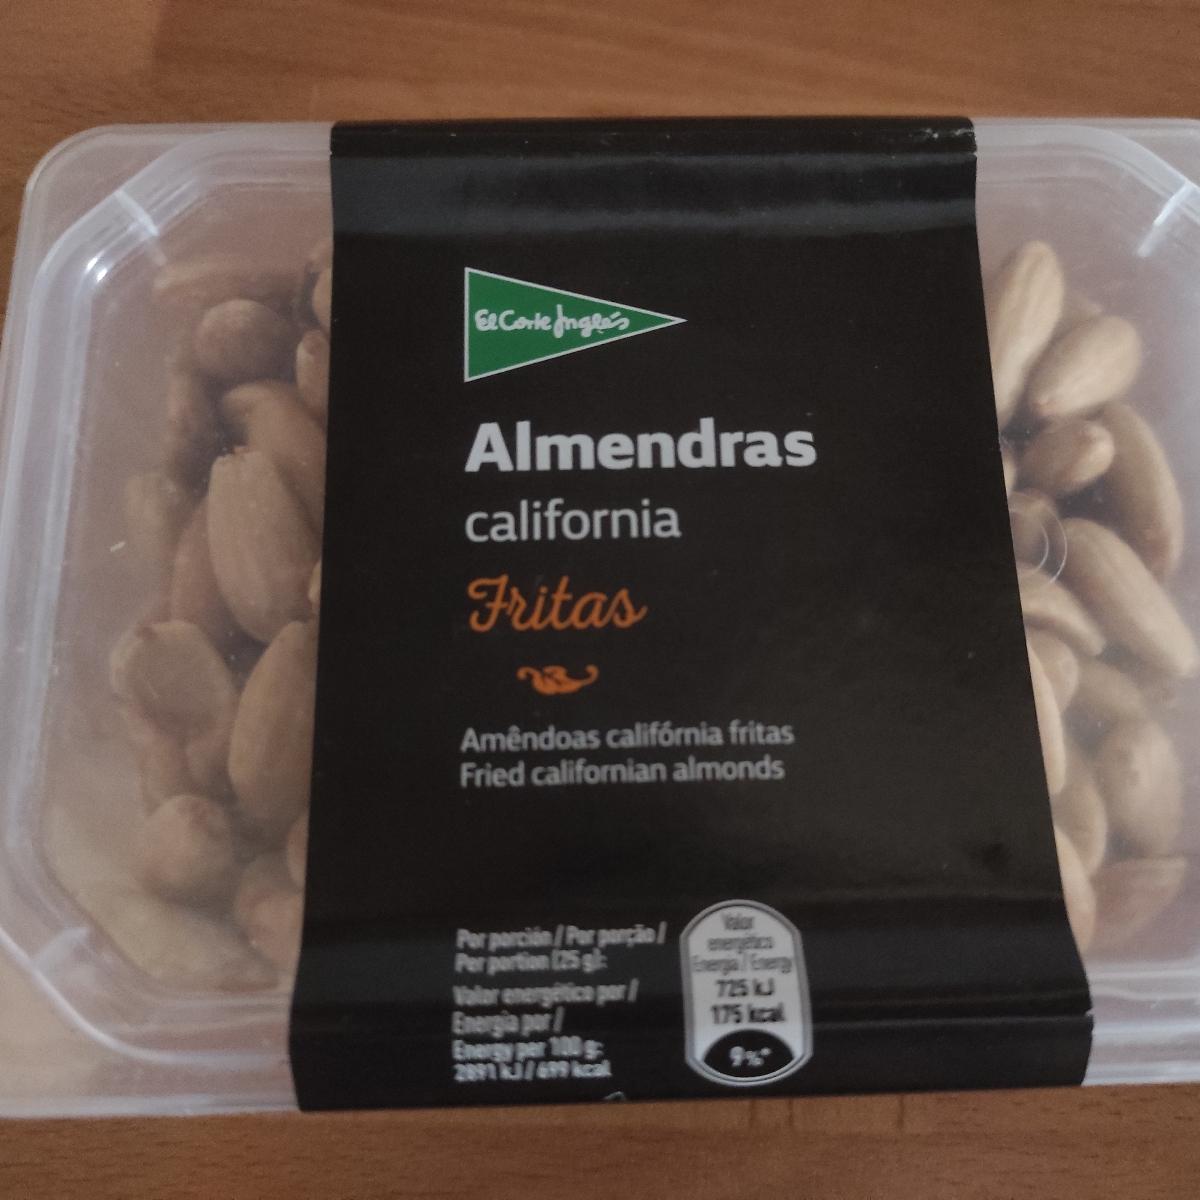 El Corte Inglés
Almendras
california
Fritas
Amêndoas califórnia fritas
Fried californian almonds
Por porción / Por porção /
Per portion (25 g):
Valor energético por /
Energia por /
Energy per 100 g:
2891 kJ / 699 kcal
Valor
energético
Energia / Energy
725 kJ
175 kcal
9%*